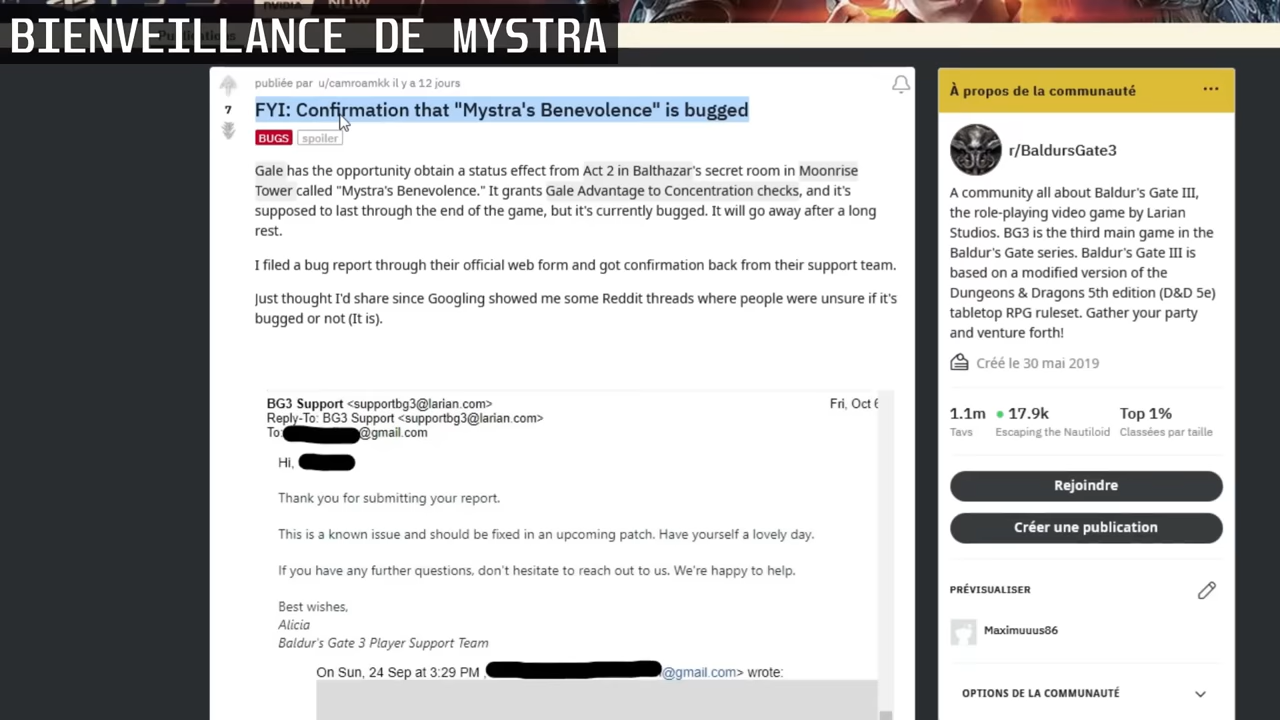 BIENVEILLANCE DE MYSTRA
publiée par u/camroamkk il y a 12 jours
7
FYI: Confirmation that "Mystra's Benevolence" is bugged
BUGS spoiler
Gale has the opportunity obtain a status effect from Act 2 in Balthazar's secret room in Moonrise
Tower called "Mystra's Benevolence." It grants Gale Advantage to Concentration checks, and it's
supposed to last through the end of the game, but it's currently bugged. It will go away after a long
rest.
I filed a bug report through their official web form and got confirmation back from their support team.
Just thought I'd share since Googling showed me some Reddit threads where people were unsure if it's
bugged or not (It is).
BG3 Support <supportbg3@larian.com> Fri, Oct 6
Reply-To: BG3 Support <supportbg3@larian.com>
To: @gmail.com
Hi,
Thank you for submitting your report.
This is a known issue and should be fixed in an upcoming patch. Have yourself a lovely day.
If you have any further questions, don't hesitate to reach out to us. We're happy to help.
Best wishes,
Alicia
Baldur's Gate 3 Player Support Team
On Sun, 24 Sep at 3:29 PM , @gmail.com> wrote:
À propos de la communauté
r/BaldursGate3
A community all about Baldur's Gate III,
the role-playing video game by Larian
Studios. BG3 is the third main game in the
Baldur's Gate series. Baldur's Gate III is
based on a modified version of the
Dungeons & Dragons 5th edition (D&D 5e)
tabletop RPG ruleset. Gather your party
and venture forth!
Créé le 30 mai 2019
1.1m 17.9k Top 1%
Tavs Escaping the Nautiloid Classées par taille
Rejoindre
Créer une publication
PRÉVISUALISER
Maximuuus86
OPTIONS DE LA COMMUNAUTÉ